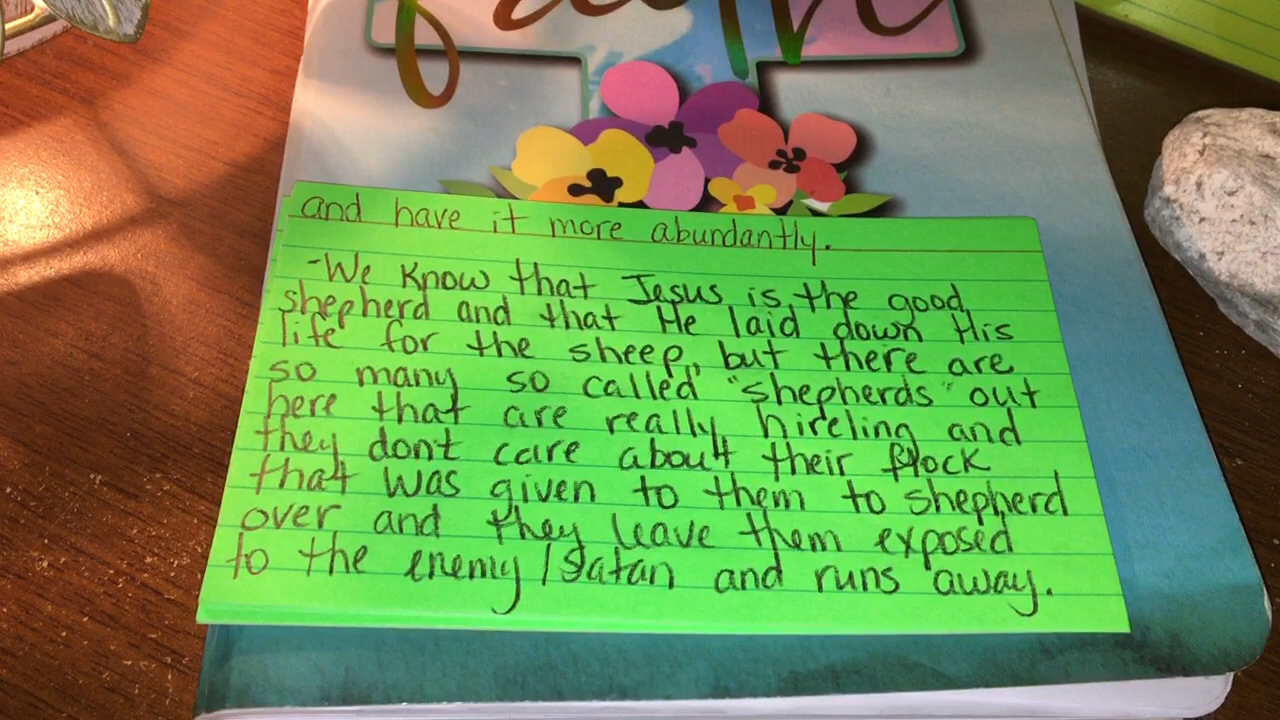 faith
and have it more abundantly.
-We know that Jesus is the good
shepherd and that He laid down His
life for the sheep, but there are
so many so called "shepherds" out
here that are really hireling and
they don't care about their flock
that was given to them to shepherd
over and they leave them exposed
to the enemy/Satan and runs away.